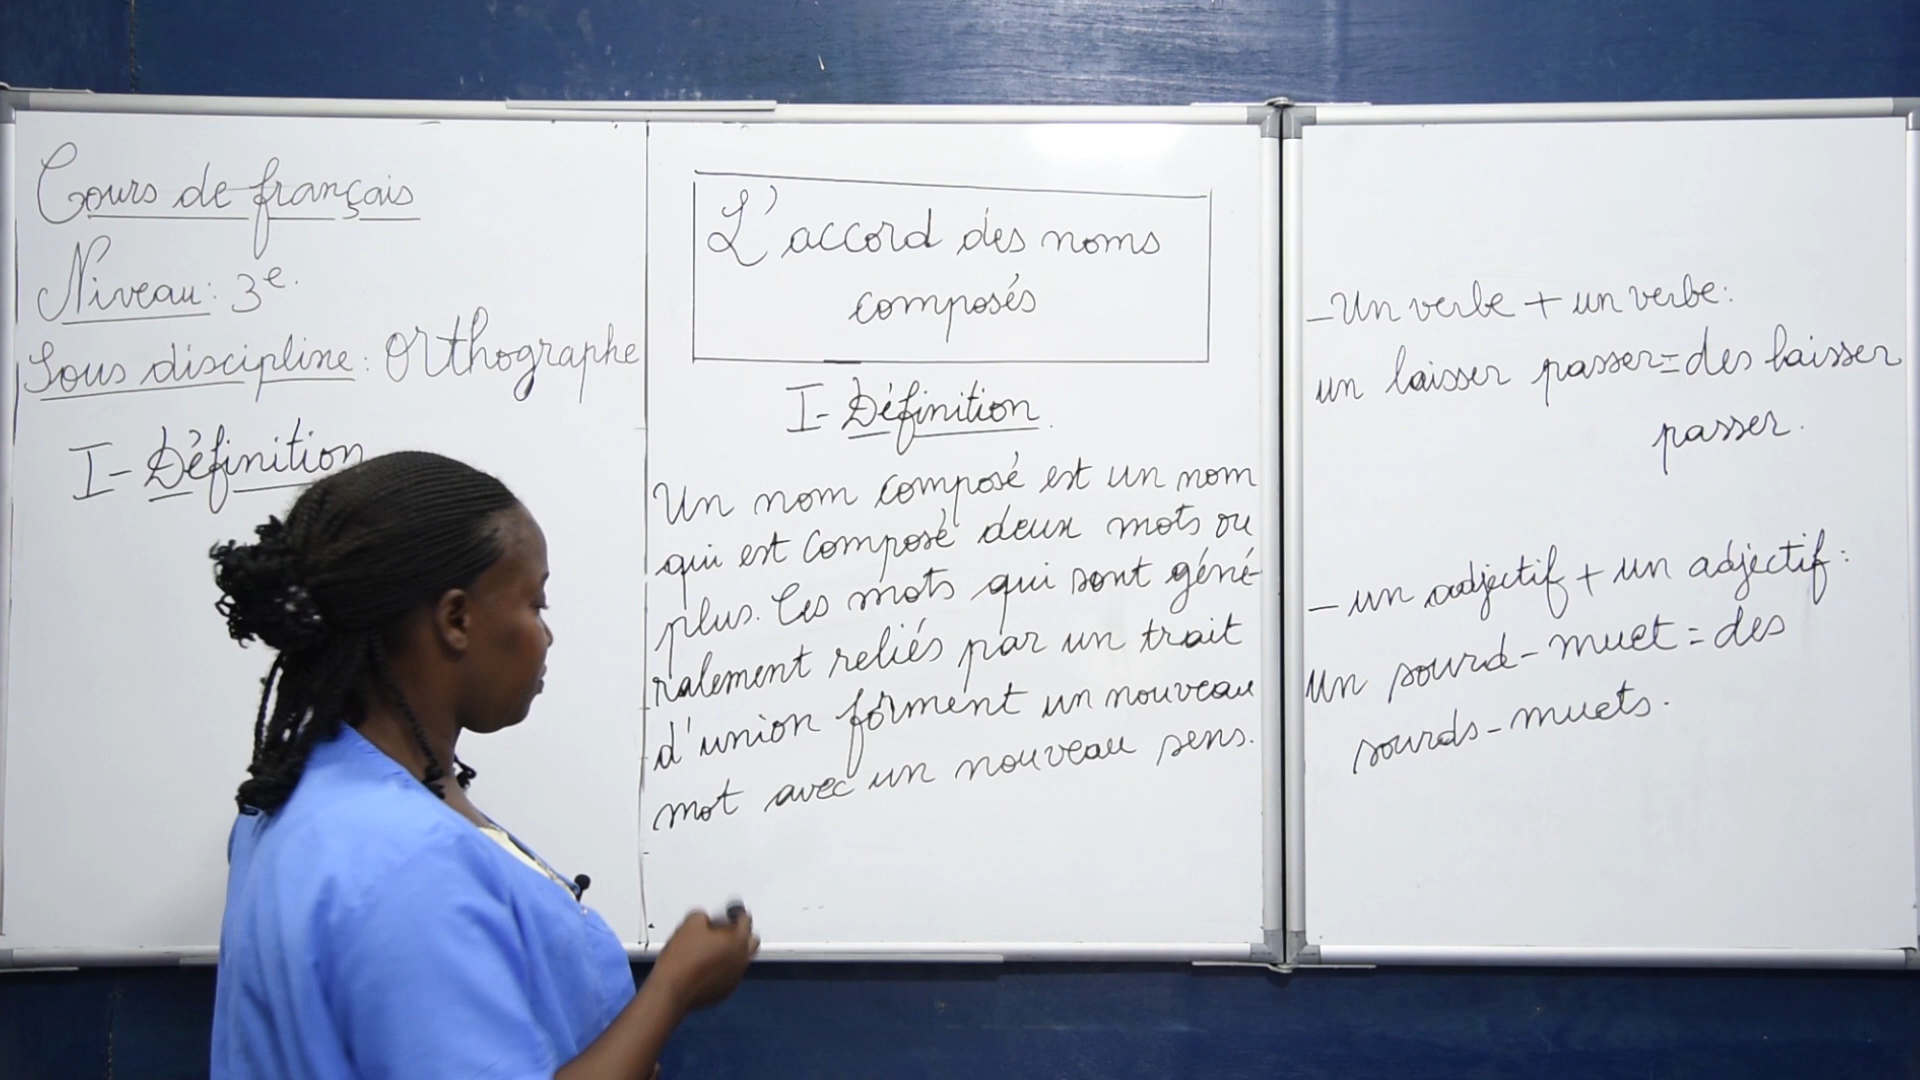 Cours de français
Niveau: 3e.
Sous discipline: Orthographe
I- Définition
L'accord des noms
composés
I- Définition.
Un nom composé est un nom
qui est composé deux mots ou
plus. Ces mots qui sont géné-
ralement reliés par un trait
d'union forment un nouveau
mot avec un nouveau sens.
- Un verbe + un verbe:
un laisser passer = des laisser
passer.
- un adjectif + un adjectif:
Un sourd-muet = des
sourds-muets.